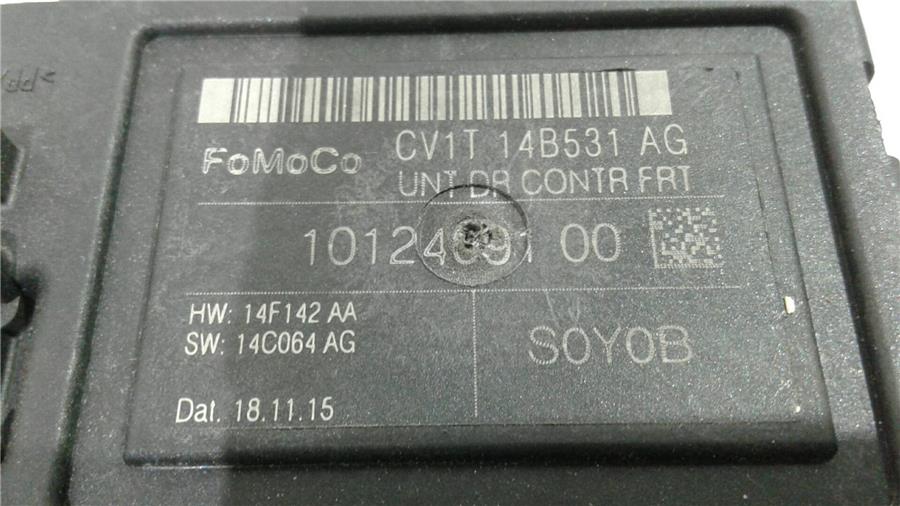 FoMoCo CV1T 14B531 AG
UNT DR CONTR FRT
00
HW: 14F142 AA
SW: 14C064 AG
S0Y0B
Dat. 18.11.15